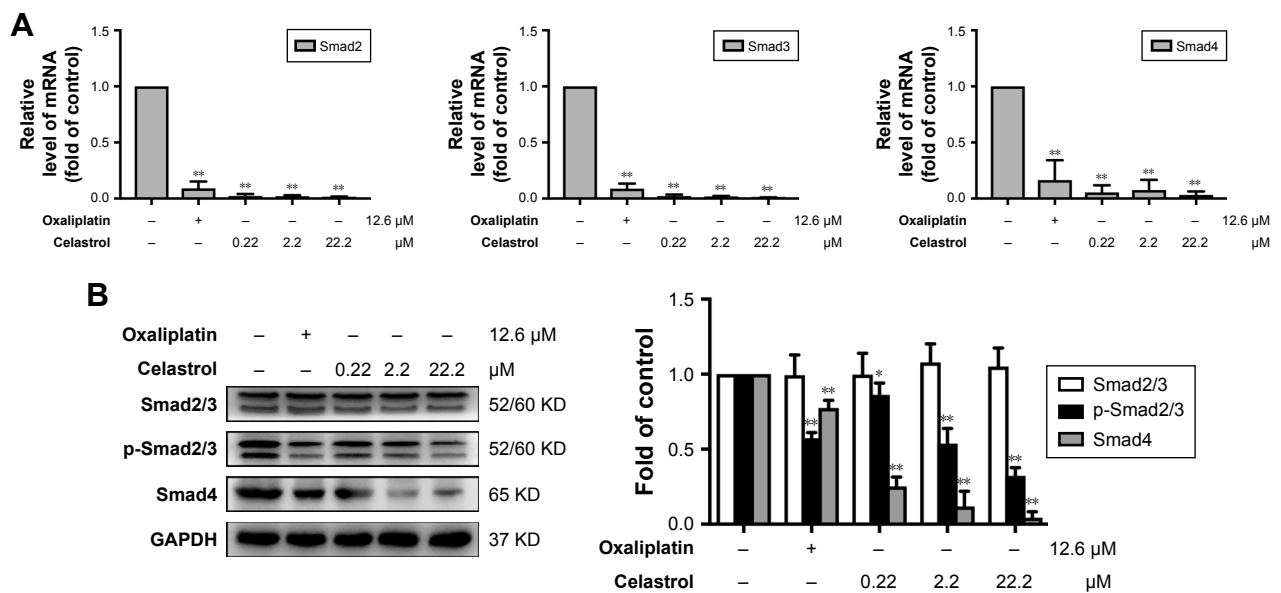 A
Relative
level of mRNA
(fold of control)
1.5
1.0
0.5
0.0
Smad2
** ** ** **
Oxaliplatin – + – – – 12.6 µM
Celastrol – – 0.22 2.2 22.2 µM
Relative
level of mRNA
(fold of control)
1.5
1.0
0.5
0.0
Smad3
** ** ** **
Oxaliplatin – + – – – 12.6 µM
Celastrol – – 0.22 2.2 22.2 µM
Relative
level of mRNA
(fold of control)
1.5
1.0
0.5
0.0
Smad4
** ** ** **
Oxaliplatin – + – – – 12.6 µM
Celastrol – – 0.22 2.2 22.2 µM
B
Oxaliplatin – + – – – 12.6 µM
Celastrol – – 0.22 2.2 22.2 µM
Smad2/3 52/60 KD
p-Smad2/3 52/60 KD
Smad4 65 KD
GAPDH 37 KD
Fold of control
1.5
1.0
0.5
0.0
** ** * ** ** ** ** **
Smad2/3
p-Smad2/3
Smad4
Oxaliplatin – + – – – 12.6 µM
Celastrol – – 0.22 2.2 22.2 µM